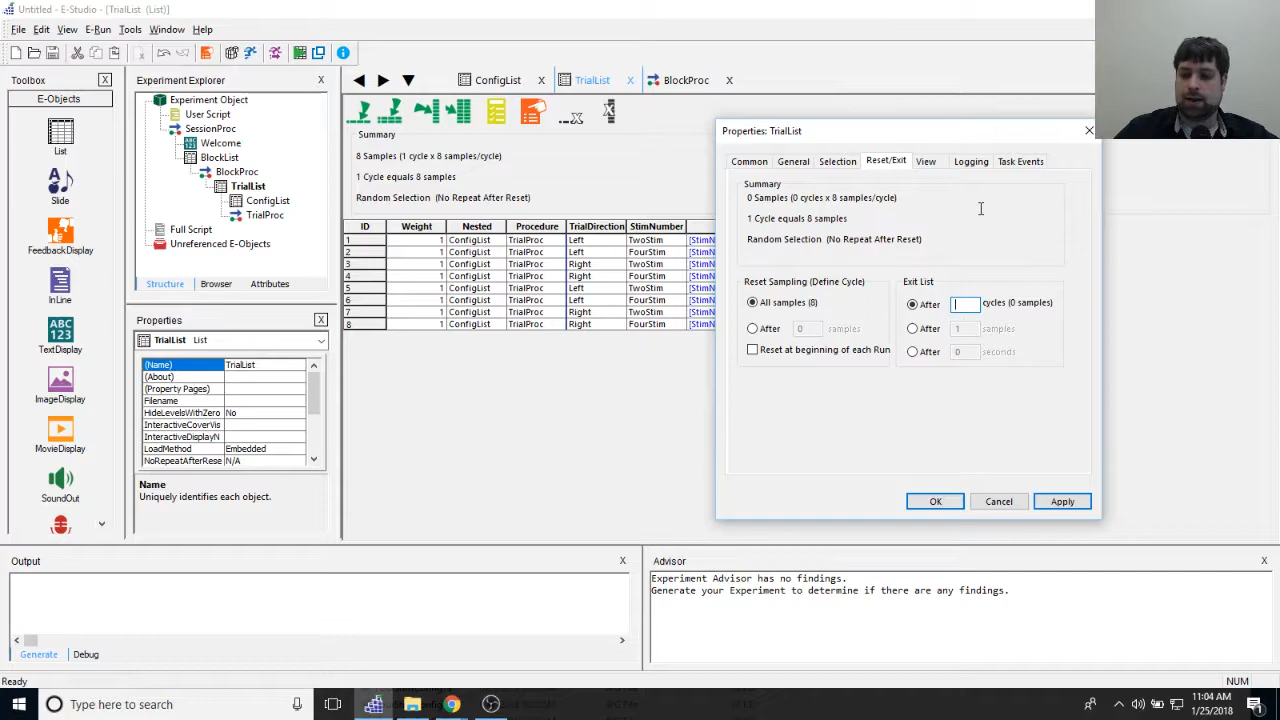 Untitled - E-Studio - [TrialList (List)]
File Edit View E-Run Tools Window Help
Toolbox X
E-Objects
List
Slide
FeedbackDisplay
InLine
TextDisplay
ImageDisplay
MovieDisplay
SoundOut
Experiment Explorer X
Experiment Object
User Script
SessionProc
Welcome
BlockList
BlockProc
TrialList
ConfigList
TrialProc
Full Script
Unreferenced E-Objects
Structure Browser Attributes
Properties X
TrialList List
(Name) TrialList
(About)
(Property Pages)
Filename
HideLevelsWithZero No
InteractiveCoverVis
InteractiveDisplayN
LoadMethod Embedded
NoRepeatAfterRese N/A
Name
Uniquely identifies each object.
ConfigList X TrialList X BlockProc X
Summary
8 Samples (1 cycle x 8 samples/cycle)
1 Cycle equals 8 samples
Random Selection (No Repeat After Reset)
ID Weight Nested Procedure TrialDirection StimNumber
1 1 ConfigList TrialProc Left TwoStim [StimN
2 1 ConfigList TrialProc Left FourStim [StimN
3 1 ConfigList TrialProc Right TwoStim [StimN
4 1 ConfigList TrialProc Right FourStim [StimN
5 1 ConfigList TrialProc Left TwoStim [StimN
6 1 ConfigList TrialProc Left FourStim [StimN
7 1 ConfigList TrialProc Right TwoStim [StimN
8 1 ConfigList TrialProc Right FourStim [StimN
Properties: TrialList
Common General Selection Reset/Exit View Logging Task Events
Summary
0 Samples (0 cycles x 8 samples/cycle)
1 Cycle equals 8 samples
Random Selection (No Repeat After Reset)
Reset Sampling (Define Cycle)
All samples (8)
After 0 samples
Reset at beginning of each Run
Exit List
After cycles (0 samples)
After 1 samples
After 0 seconds
OK Cancel Apply
Output X
Generate Debug
Advisor X
Experiment Advisor has no findings.
Generate your Experiment to determine if there are any findings.
Ready NUM
Type here to search
11:04 AM
1/25/2018